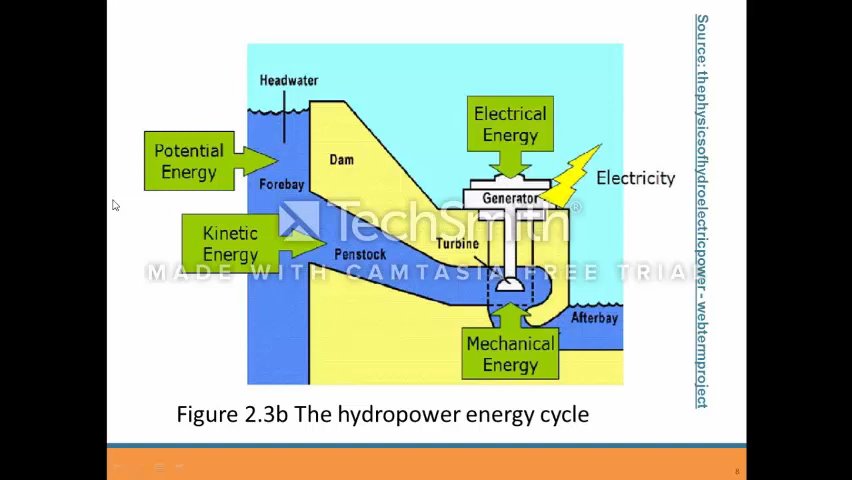 Source: thephysicsofhydroelectricpower - webtermproject
Headwater
Electrical
Energy
Potential
Energy
Dam
Electricity
Forebay
Generator
TechSmith®
Kinetic
Energy
Turbine
Penstock
MADE WITH CAMTASIA FREE TRIAL
Afterbay
Mechanical
Energy
Figure 2.3b The hydropower energy cycle
8